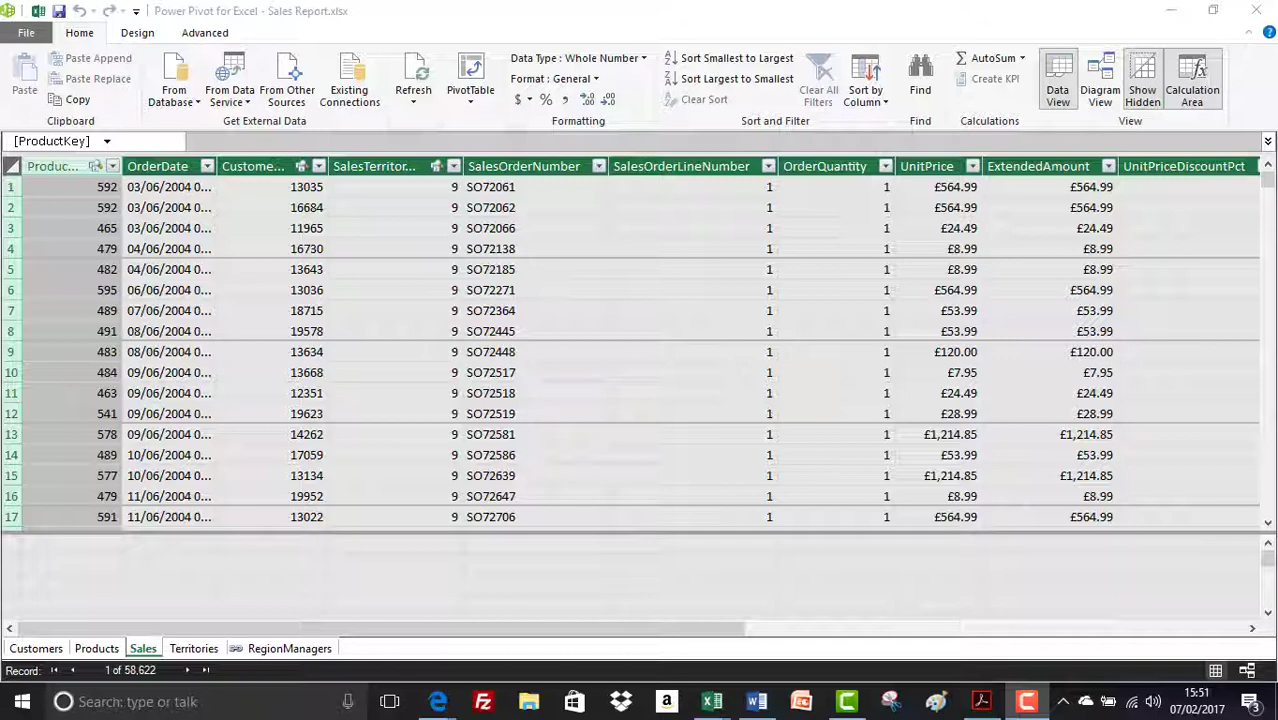 Power Pivot for Excel - Sales Report.xlsx
File Home Design Advanced
Paste
Paste Append
Paste Replace
Copy
Clipboard
From Database
From Data Service
From Other Sources
Existing Connections
Get External Data
Refresh
PivotTable
Data Type : Whole Number
Format : General
$ % ,
Formatting
Sort Smallest to Largest
Sort Largest to Smallest
Clear Sort
Clear All Filters
Sort by Column
Sort and Filter
Find
Find
AutoSum
Create KPI
Calculations
Data View
Diagram View
Show Hidden
Calculation Area
View
[ProductKey]
Produc... OrderDate Custome... SalesTerritor... SalesOrderNumber SalesOrderLineNumber OrderQuantity UnitPrice ExtendedAmount UnitPriceDiscountPct
1 592 03/06/2004 0... 13035 9 SO72061 1 1 £564.99 £564.99
2 592 03/06/2004 0... 16684 9 SO72062 1 1 £564.99 £564.99
3 465 03/06/2004 0... 11965 9 SO72066 1 1 £24.49 £24.49
4 479 04/06/2004 0... 16730 9 SO72138 1 1 £8.99 £8.99
5 482 04/06/2004 0... 13643 9 SO72185 1 1 £8.99 £8.99
6 595 06/06/2004 0... 13036 9 SO72271 1 1 £564.99 £564.99
7 489 07/06/2004 0... 18715 9 SO72364 1 1 £53.99 £53.99
8 491 08/06/2004 0... 19578 9 SO72445 1 1 £53.99 £53.99
9 483 08/06/2004 0... 13634 9 SO72448 1 1 £120.00 £120.00
10 484 09/06/2004 0... 13668 9 SO72517 1 1 £7.95 £7.95
11 463 09/06/2004 0... 12351 9 SO72518 1 1 £24.49 £24.49
12 541 09/06/2004 0... 19623 9 SO72519 1 1 £28.99 £28.99
13 578 09/06/2004 0... 14262 9 SO72581 1 1 £1,214.85 £1,214.85
14 489 10/06/2004 0... 17059 9 SO72586 1 1 £53.99 £53.99
15 577 10/06/2004 0... 13134 9 SO72639 1 1 £1,214.85 £1,214.85
16 479 11/06/2004 0... 19952 9 SO72647 1 1 £8.99 £8.99
17 591 11/06/2004 0... 13022 9 SO72706 1 1 £564.99 £564.99
Customers Products Sales Territories RegionManagers
Record: 1 of 58,622
Search: type or talk
15:51
07/02/2017
3